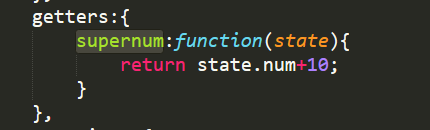 getters:{
supernum:function(state){
return state.num+10;
}
},